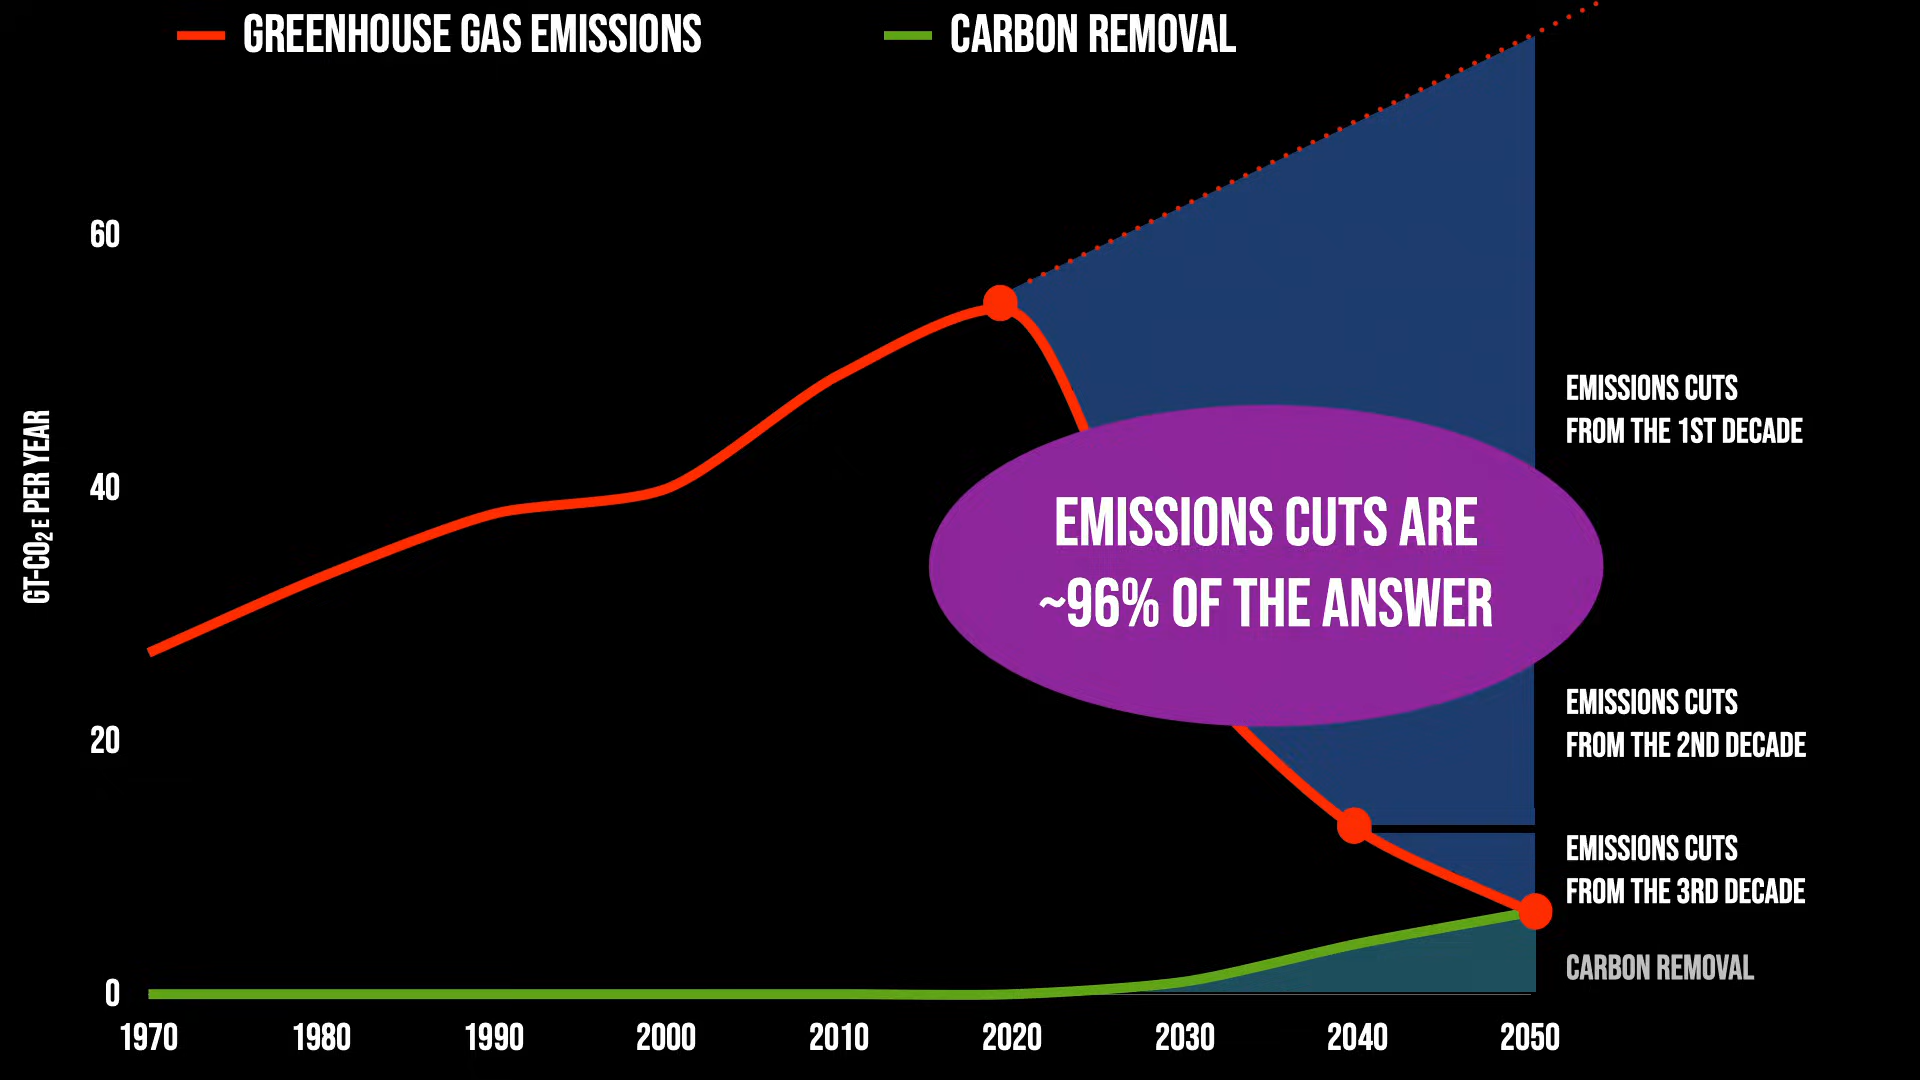 GREENHOUSE GAS EMISSIONS
CARBON REMOVAL
GT-CO2 E PER YEAR
60
40
20
0
EMISSIONS CUTS
FROM THE 1ST DECADE
EMISSIONS CUTS ARE
~96% OF THE ANSWER
EMISSIONS CUTS
FROM THE 2ND DECADE
EMISSIONS CUTS
FROM THE 3RD DECADE
CARBON REMOVAL
1970 1980 1990 2000 2010 2020 2030 2040 2050